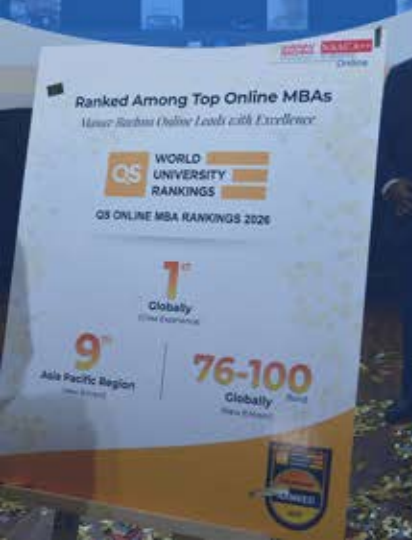 NAAC A++
Online
Ranked Among Top Online MBAs
Manav Rachna Online Leads with Excellence
QS
WORLD
UNIVERSITY
RANKINGS
QS ONLINE MBA RANKINGS 2026
1st
Globally
(Class Experience)
9th
Asia Pacific Region
(New Entrant)
76-100
Band
Globally
(New Entrant)